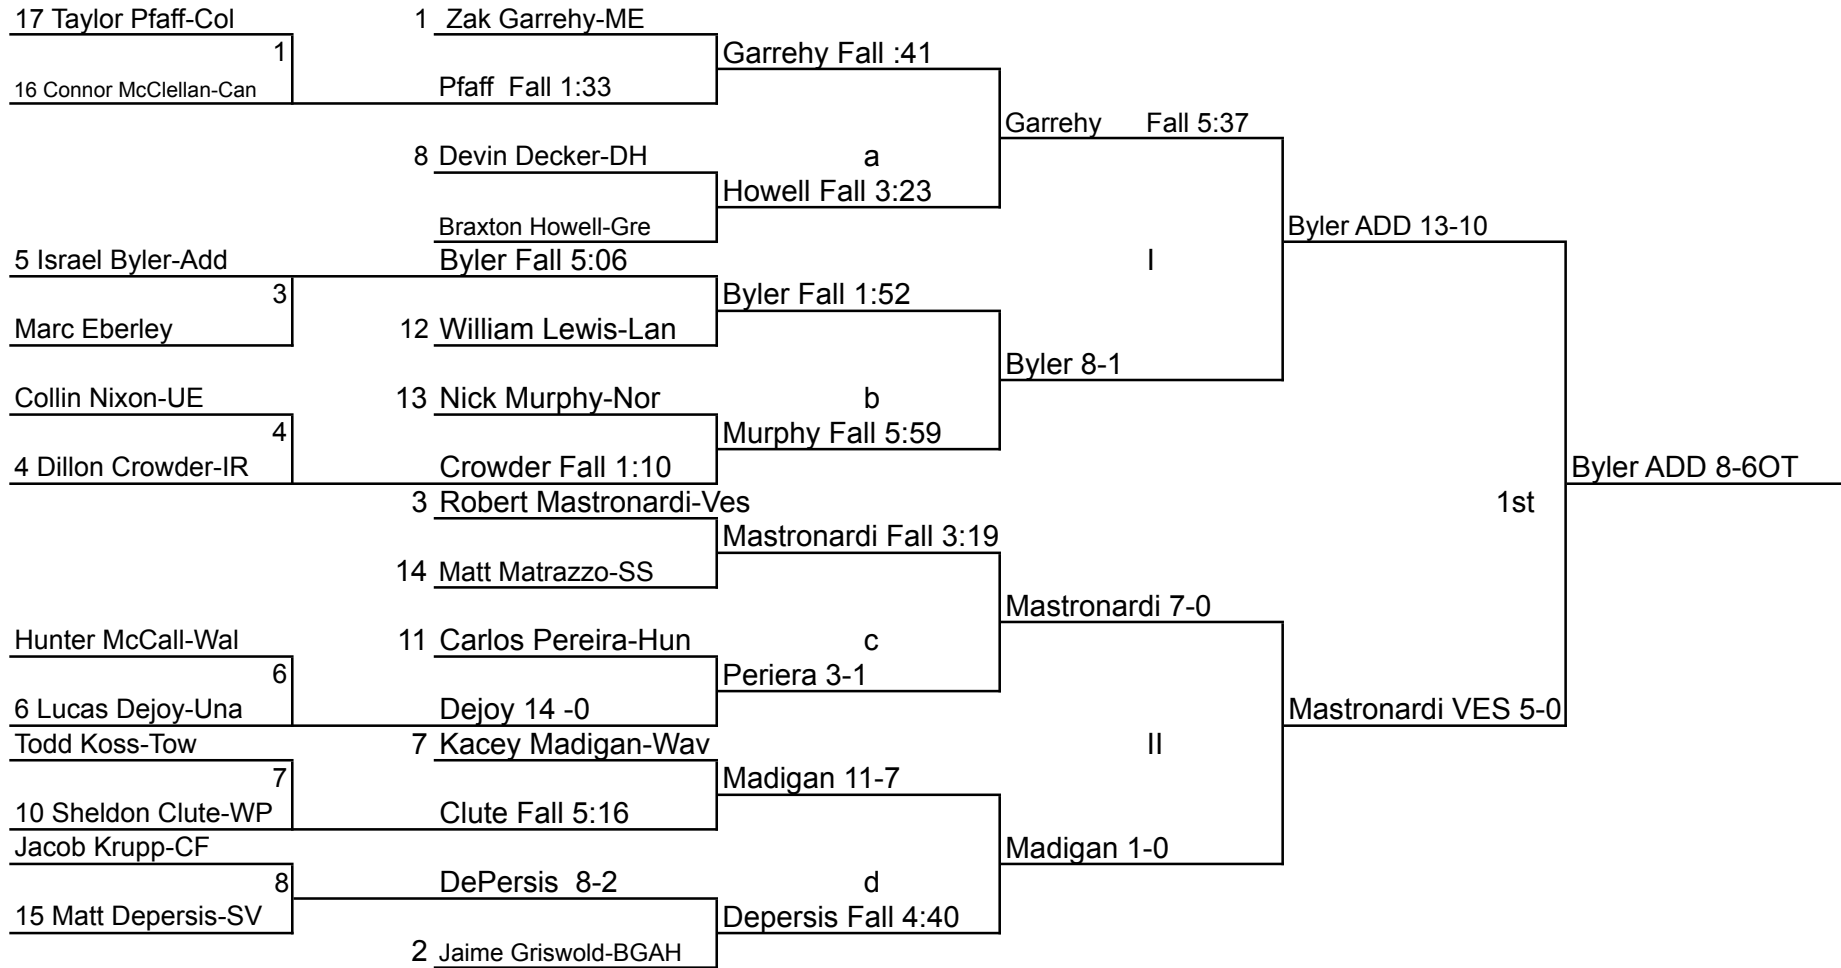 17 Taylor Pfaff-Col
1
16 Connor McClellan-Can
5 Israel Byler-Add
3
Marc Eberley
Collin Nixon-UE
4
4 Dillon Crowder-IR
Hunter McCall-Wal
6
6 Lucas Dejoy-Una
Todd Koss-Tow
7
10 Sheldon Clute-WP
Jacob Krupp-CF
8
15 Matt Depersis-SV
1 Zak Garrehy-ME
Pfaff Fall 1:33
8 Devin Decker-DH
Braxton Howell-Gre
Byler Fall 5:06
12 William Lewis-Lan
13 Nick Murphy-Nor
Crowder Fall 1:10
3 Robert Mastronardi-Ves
14 Matt Matrazzo-SS
11 Carlos Pereira-Hun
Dejoy 14 -0
7 Kacey Madigan-Wav
Clute Fall 5:16
DePersis 8-2
2 Jaime Griswold-BGAH
Garrehy Fall :41
a
Howell Fall 3:23
Byler Fall 1:52
b
Murphy Fall 5:59
Mastronardi Fall 3:19
c
Periera 3-1
Madigan 11-7
d
Depersis Fall 4:40
Garrehy Fall 5:37
I
Byler 8-1
Mastronardi 7-0
II
Madigan 1-0
Byler ADD 13-10
1st
Mastronardi VES 5-0
Byler ADD 8-6OT